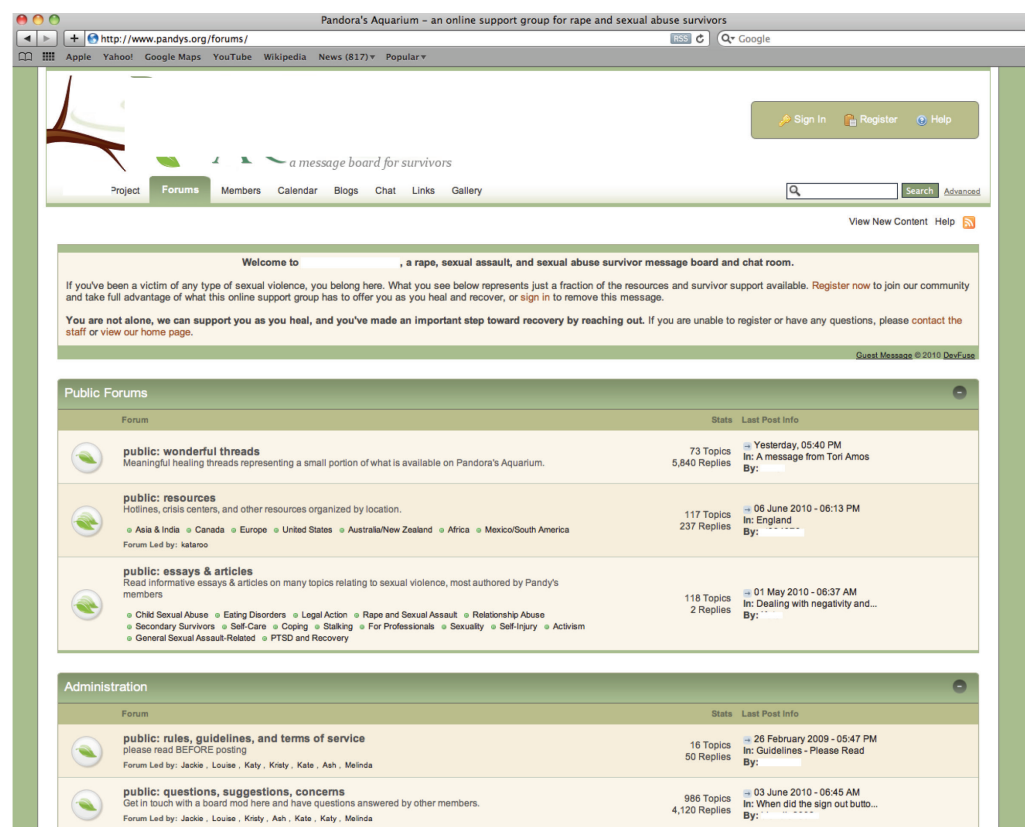 Pandora's Aquarium – an online support group for rape and sexual abuse survivors
http://www.pandys.org/forums/ RSS Google
Apple Yahoo! Google Maps YouTube Wikipedia News (817) Popular
Sign In Register Help
a message board for survivors
Project Forums Members Calendar Blogs Chat Links Gallery Search Advanced
View New Content Help
Welcome to , a rape, sexual assault, and sexual abuse survivor message board and chat room.
If you've been a victim of any type of sexual violence, you belong here. What you see below represents just a fraction of the resources and survivor support available. Register now to join our community
and take full advantage of what this online support group has to offer you as you heal and recover, or sign in to remove this message.
You are not alone, we can support you as you heal, and you've made an important step toward recovery by reaching out. If you are unable to register or have any questions, please contact the
staff or view our home page.
Guest Message © 2010 DevFuse
Public Forums
Forum Stats Last Post Info
public: wonderful threads
Meaningful healing threads representing a small portion of what is available on Pandora's Aquarium.
73 Topics
5,840 Replies
Yesterday, 05:40 PM
In: A message from Tori Amos
By:
public: resources
Hotlines, crisis centers, and other resources organized by location.
Asia & India Canada Europe United States Australia/New Zealand Africa Mexico/South America
Forum Led by: kataroo
117 Topics
237 Replies
06 June 2010 - 06:13 PM
In: England
By:
public: essays & articles
Read informative essays & articles on many topics relating to sexual violence, most authored by Pandy's
members
Child Sexual Abuse Eating Disorders Legal Action Rape and Sexual Assault Relationship Abuse
Secondary Survivors Self-Care Coping Stalking For Professionals Sexuality Self-Injury Activism
General Sexual Assault-Related PTSD and Recovery
118 Topics
2 Replies
01 May 2010 - 06:37 AM
In: Dealing with negativity and...
By:
Administration
Forum Stats Last Post Info
public: rules, guidelines, and terms of service
please read BEFORE posting
Forum Led by: Jackie , Louise , Katy , Kristy , Kate , Ash , Melinda
16 Topics
50 Replies
26 February 2009 - 05:47 PM
In: Guidelines - Please Read
By:
public: questions, suggestions, concerns
Get in touch with a board mod here and have questions answered by other members.
Forum Led by: Jackie , Louise , Kristy , Ash , Kate , Katy , Melinda
986 Topics
4,120 Replies
03 June 2010 - 06:45 AM
In: When did the sign out butto...
By: